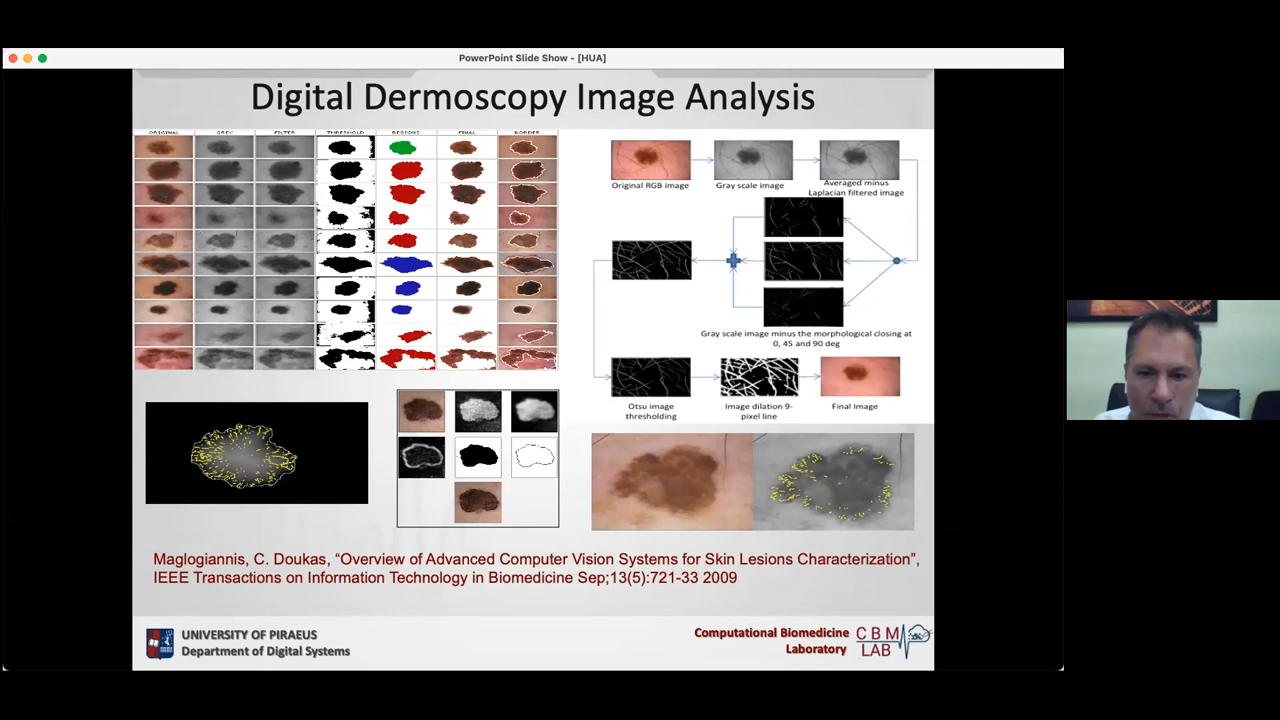 PowerPoint Slide Show - [HUA]
Digital Dermoscopy Image Analysis
ORIGINAL GREY FILTER THRESHOLD REGIONS FINAL BORDER
Original RGB image
Gray scale image
Averaged minus
Laplacian filtered image
Gray scale image minus the morphological closing at
0, 45 and 90 deg
Otsu image
thresholding
Image dilation 9-
pixel line
Final Image
Maglogiannis, C. Doukas, “Overview of Advanced Computer Vision Systems for Skin Lesions Characterization”,
IEEE Transactions on Information Technology in Biomedicine Sep;13(5):721-33 2009
UNIVERSITY OF PIRAEUS
Department of Digital Systems
Computational Biomedicine
Laboratory
CBM
LAB